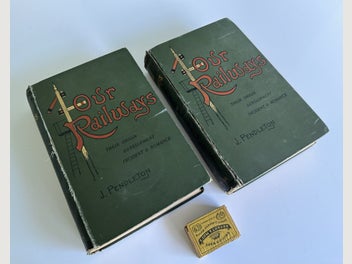 Our
Railways
THEIR ORIGIN
DEVELOPMENT
INCIDENT & ROMANCE
J. PENDLETON
Our
Railways
THEIR ORIGIN
DEVELOPMENT
INCIDENT & ROMANCE
J. PENDLETON